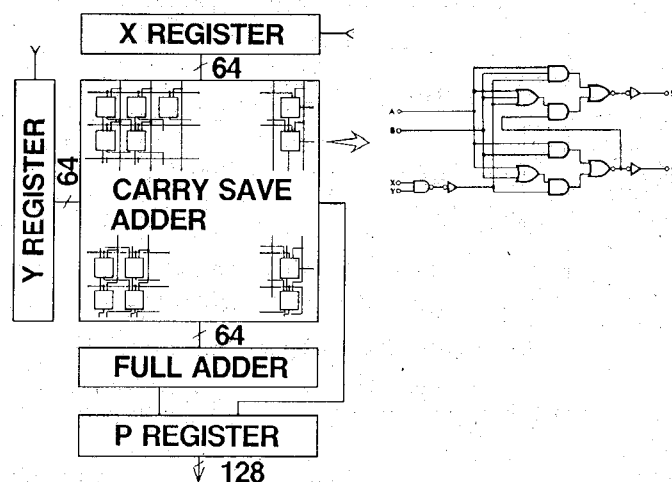 X REGISTER
64
Y REGISTER
64
CARRY SAVE
ADDER
A
B
X
Y
S
64
FULL ADDER
P REGISTER
128